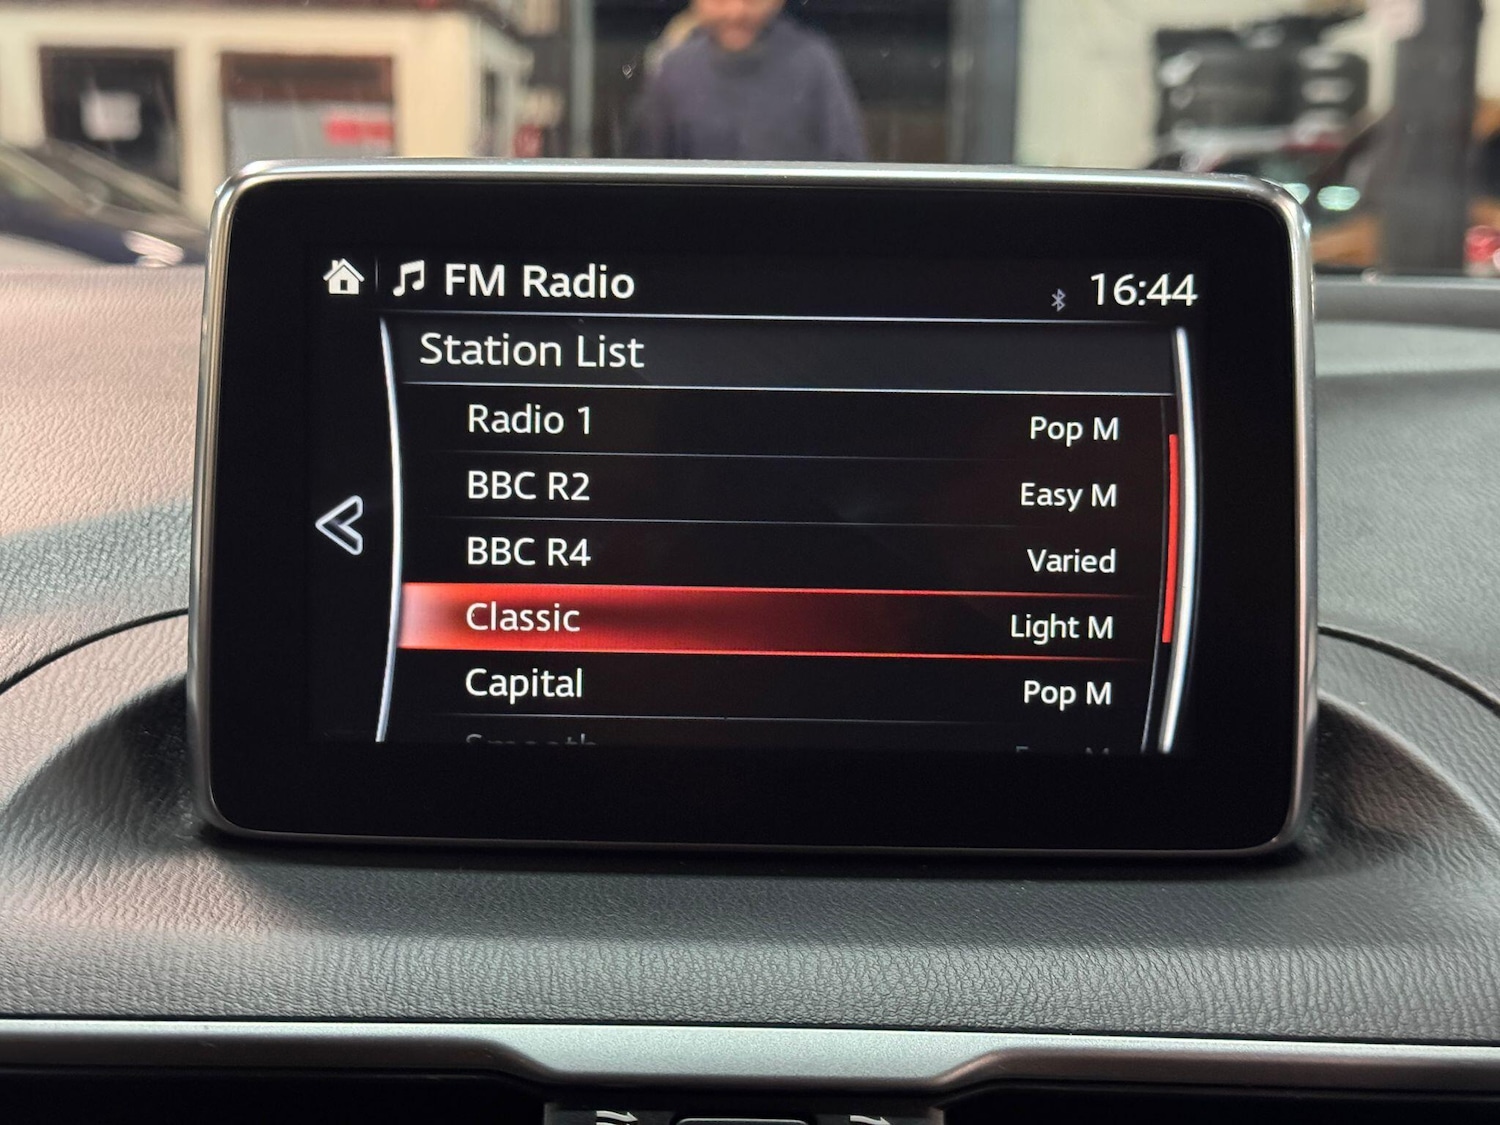 FM Radio
16:44
Station List
Radio 1 Pop M
BBC R2 Easy M
BBC R4 Varied
Classic Light M
Capital Pop M